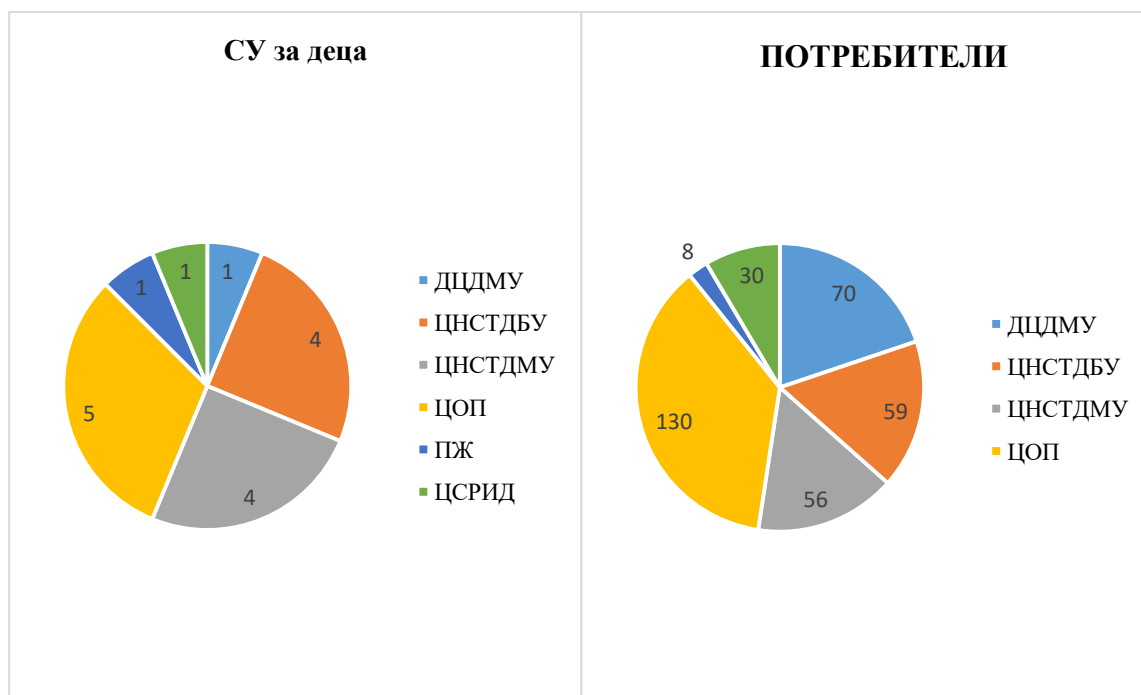 СУ за деца
1
1
1
4
4
5
ДЦДМУ
ЦНСТДБУ
ЦНСТДМУ
ЦОП
ПЖ
ЦСРИД
ПОТРЕБИТЕЛИ
8
30
70
59
56
130
ДЦДМУ
ЦНСТДБУ
ЦНСТДМУ
ЦОП